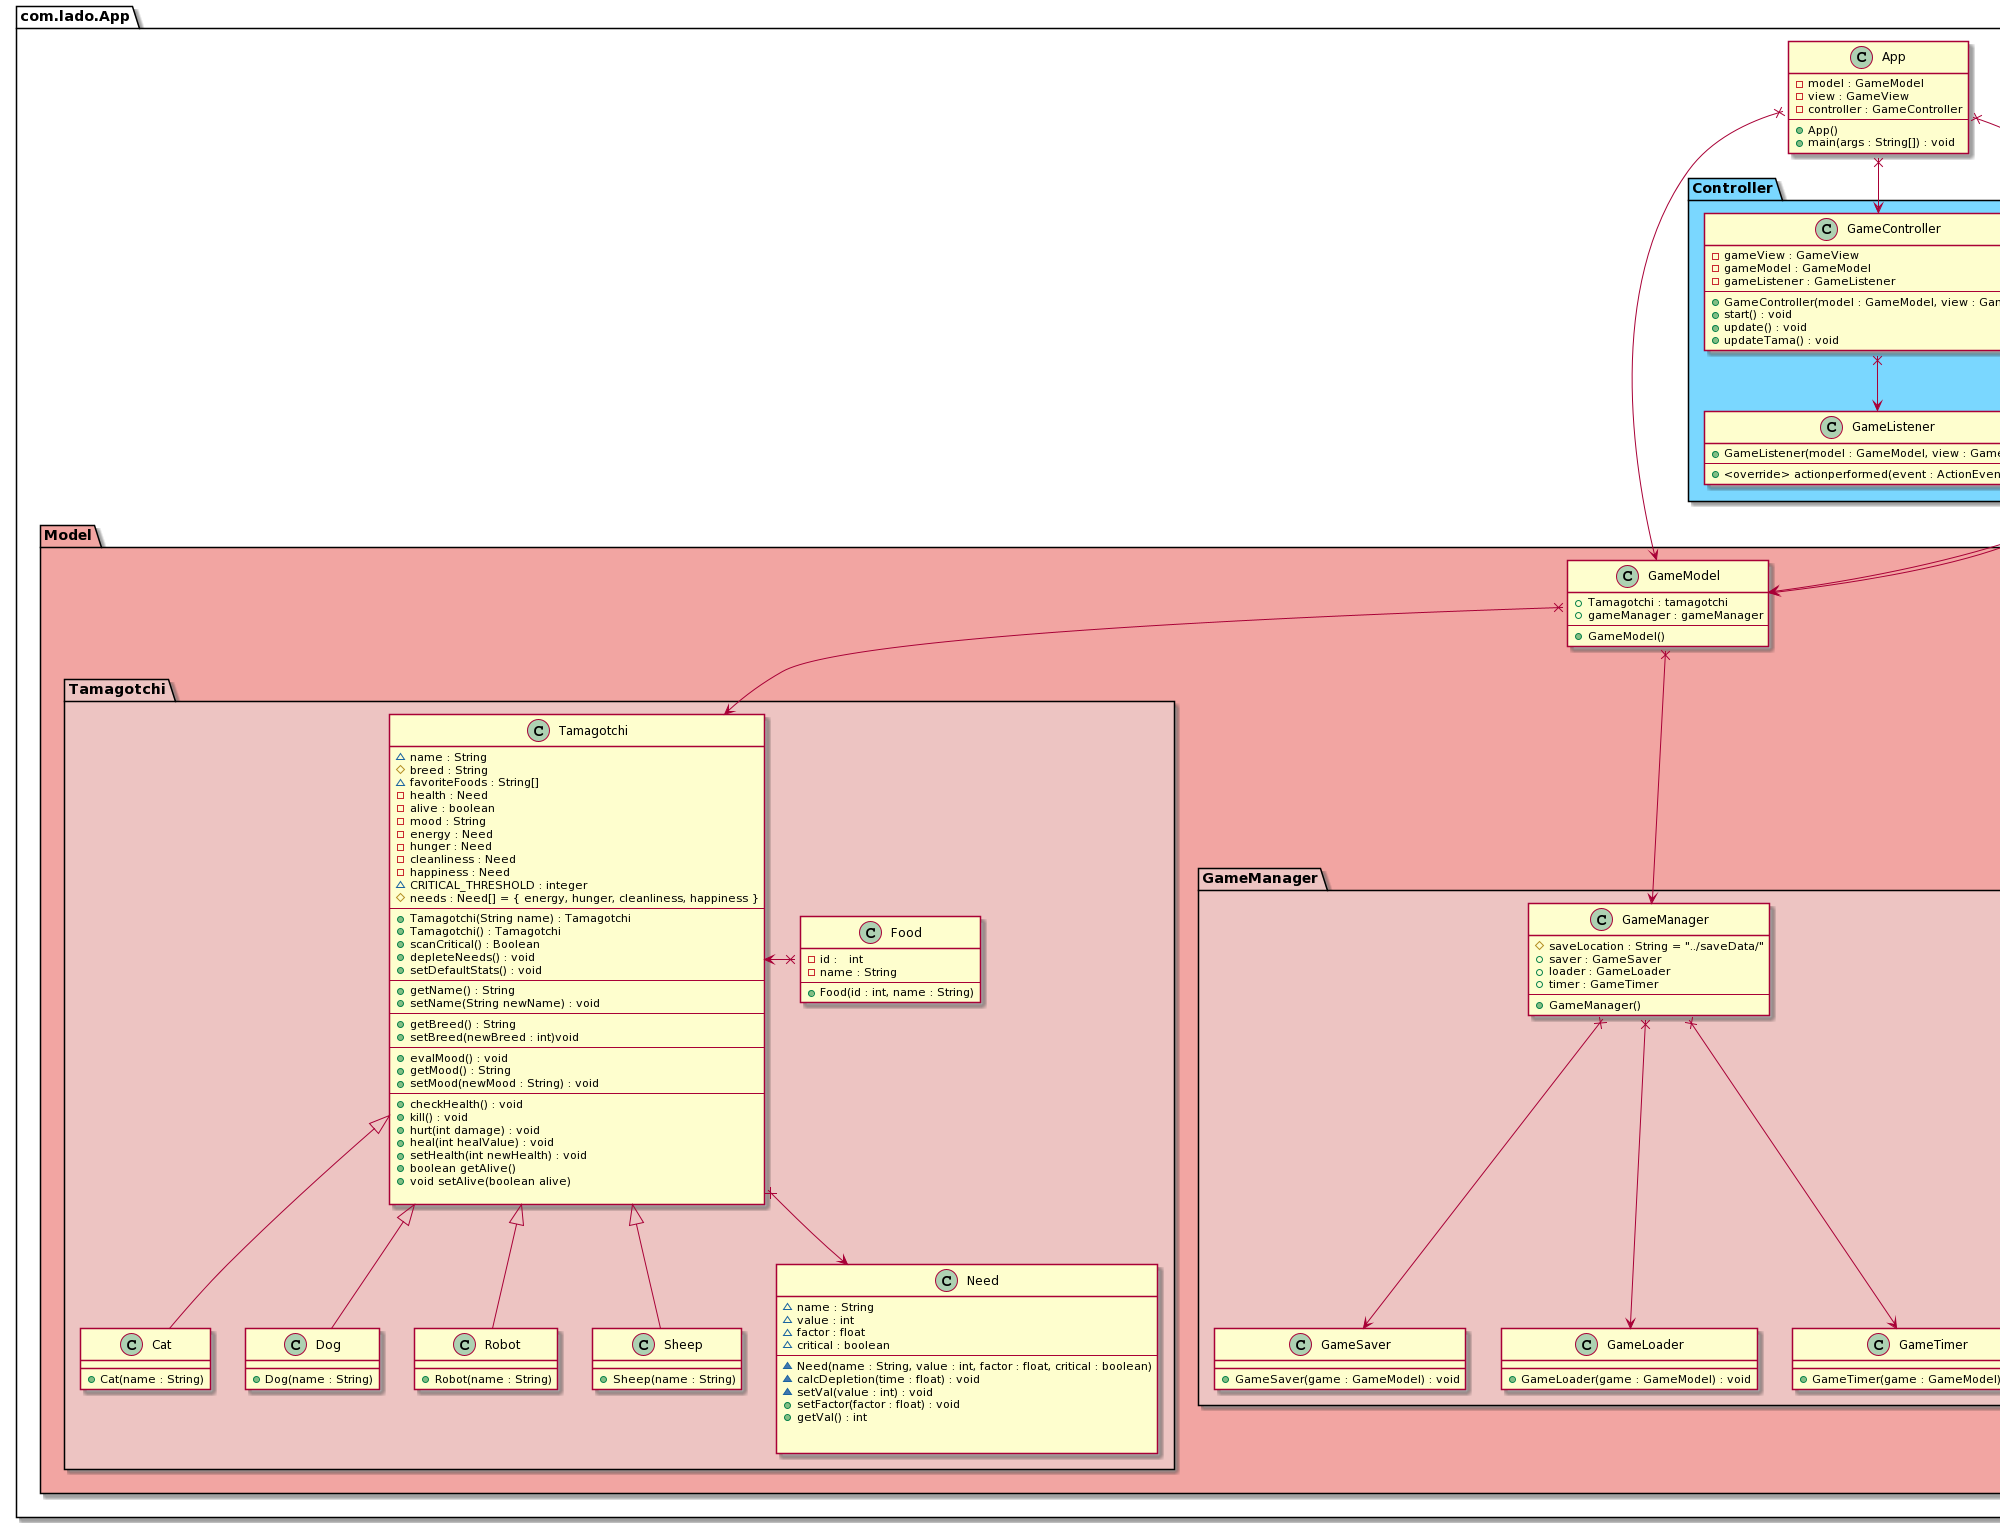 com.lado.App
C App
model : GameModel
view : GameView
controller : GameController
App()
main(args : String[]) : void
Controller
C GameController
gameView : GameView
gameModel : GameModel
gameListener : GameListener
GameController(model : GameModel, view : Gam
start() : void
update() : void
updateTama() : void
C GameListener
GameListener(model : GameModel, view : Game
<override> actionperformed(event : ActionEven
Model
C GameModel
Tamagotchi : tamagotchi
gameManager : gameManager
GameModel()
Tamagotchi
C Tamagotchi
name : String
breed : String
favoriteFoods : String[]
health : Need
alive : boolean
mood : String
energy : Need
hunger : Need
cleanliness : Need
happiness : Need
CRITICAL_THRESHOLD : integer
needs : Need[] = { energy, hunger, cleanliness, happiness }
Tamagotchi(String name) : Tamagotchi
Tamagotchi() : Tamagotchi
scanCritical() : Boolean
depleteNeeds() : void
setDefaultStats() : void
getName() : String
setName(String newName) : void
getBreed() : String
setBreed(newBreed : int)void
evalMood() : void
getMood() : String
setMood(newMood : String) : void
checkHealth() : void
kill() : void
hurt(int damage) : void
heal(int healValue) : void
setHealth(int newHealth) : void
boolean getAlive()
void setAlive(boolean alive)
C Food
id : int
name : String
Food(id : int, name : String)
GameManager
C GameManager
saveLocation : String = "../saveData/"
saver : GameSaver
loader : GameLoader
timer : GameTimer
GameManager()
C Cat
Cat(name : String)
C Dog
Dog(name : String)
C Robot
Robot(name : String)
C Sheep
Sheep(name : String)
C Need
name : String
value : int
factor : float
critical : boolean
Need(name : String, value : int, factor : float, critical : boolean)
calcDepletion(time : float) : void
setVal(value : int) : void
setFactor(factor : float) : void
getVal() : int
C GameSaver
GameSaver(game : GameModel) : void
C GameLoader
GameLoader(game : GameModel) : void
C GameTimer
GameTimer(game : GameModel)